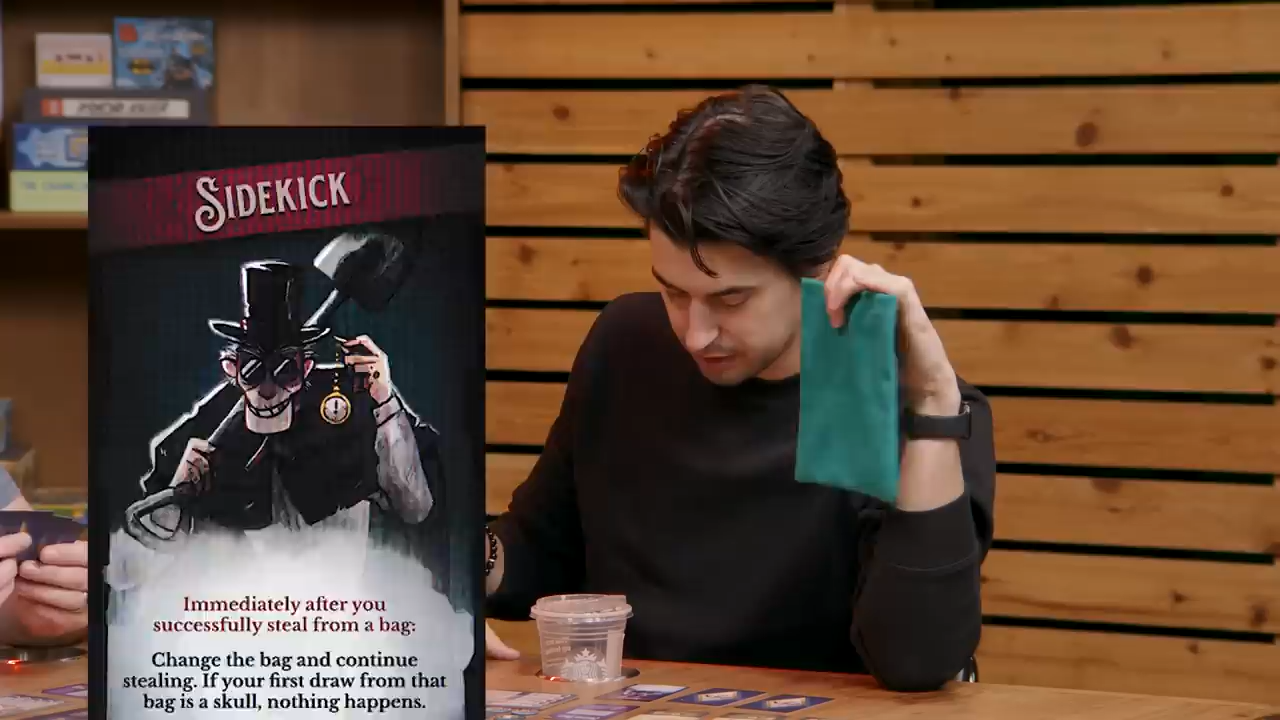 SIDEKICK
Immediately after you
successfully steal from a bag:
Change the bag and continue
stealing. If your first draw from that
bag is a skull, nothing happens.